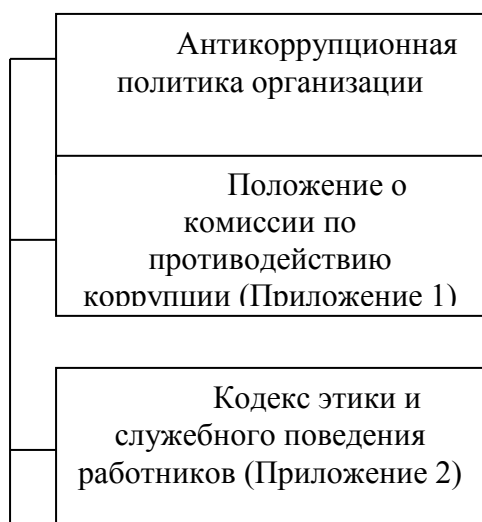 Антикоррупционная
политика организации
Положение о
комиссии по
противодействию
коррупции (Приложение 1)
Кодекс этики и
служебного поведения
работников (Приложение 2)